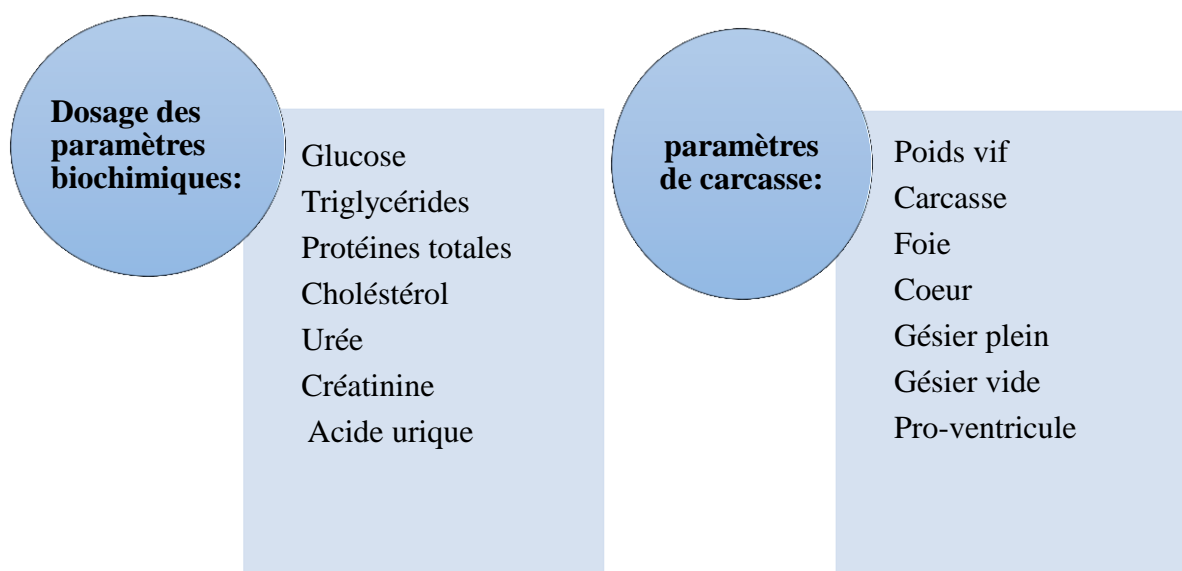 Dosage des
paramètres
biochimiques:
Glucose
Triglycérides
Protéines totales
Choléstérol
Urée
Créatinine
Acide urique
paramètres
de carcasse:
Poids vif
Carcasse
Foie
Coeur
Gésier plein
Gésier vide
Pro-ventricule